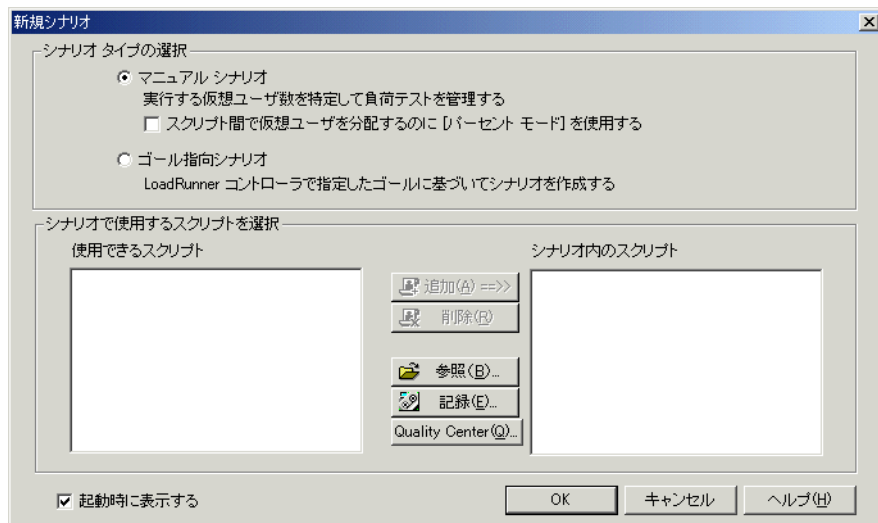 新規シナリオ
シナリオ タイプの選択
マニュアル シナリオ
実行する仮想ユーザ数を特定して負荷テストを管理する
スクリプト間で仮想ユーザを分配するのに [パーセント モード] を使用する
ゴール指向シナリオ
LoadRunner コントローラで指定したゴールに基づいてシナリオを作成する
シナリオで使用するスクリプトを選択
使用できるスクリプト
シナリオ内のスクリプト
追加(A) ==>>
削除(R)
参照(B)...
記録(E)...
Quality Center(Q)...
起動時に表示する
OK
キャンセル
ヘルプ(H)